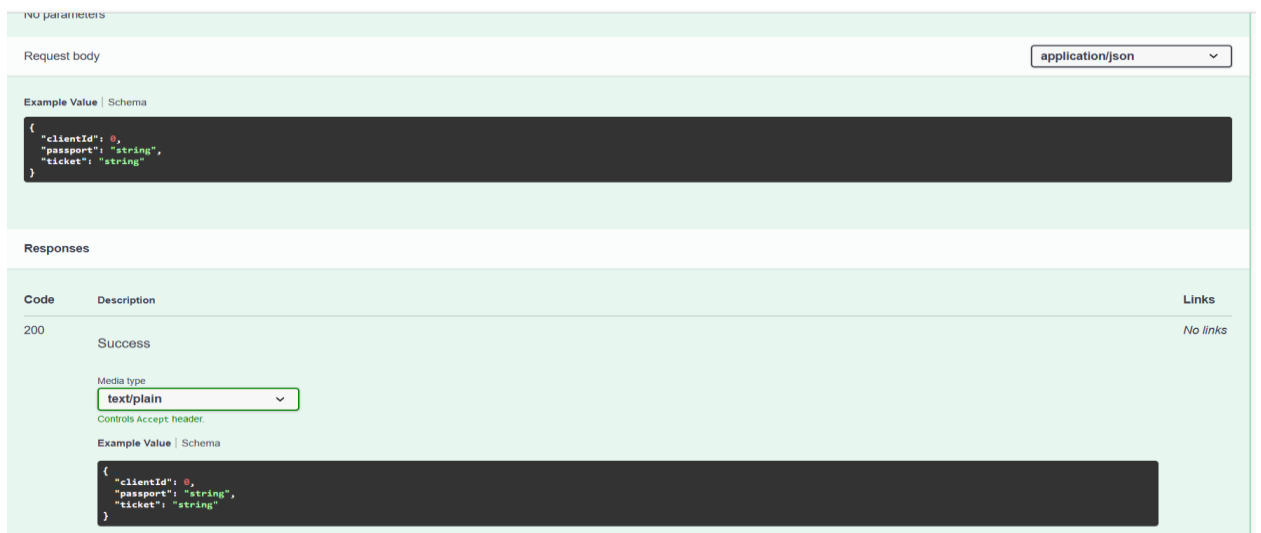 No parameters
Request body
application/json
Example Value | Schema
{
"clientId": 0,
"passport": "string",
"ticket": "string"
}
Responses
Code Description Links
200 Success No links
Media type
text/plain
Controls Accept header.
Example Value | Schema
{
"clientId": 0,
"passport": "string",
"ticket": "string"
}